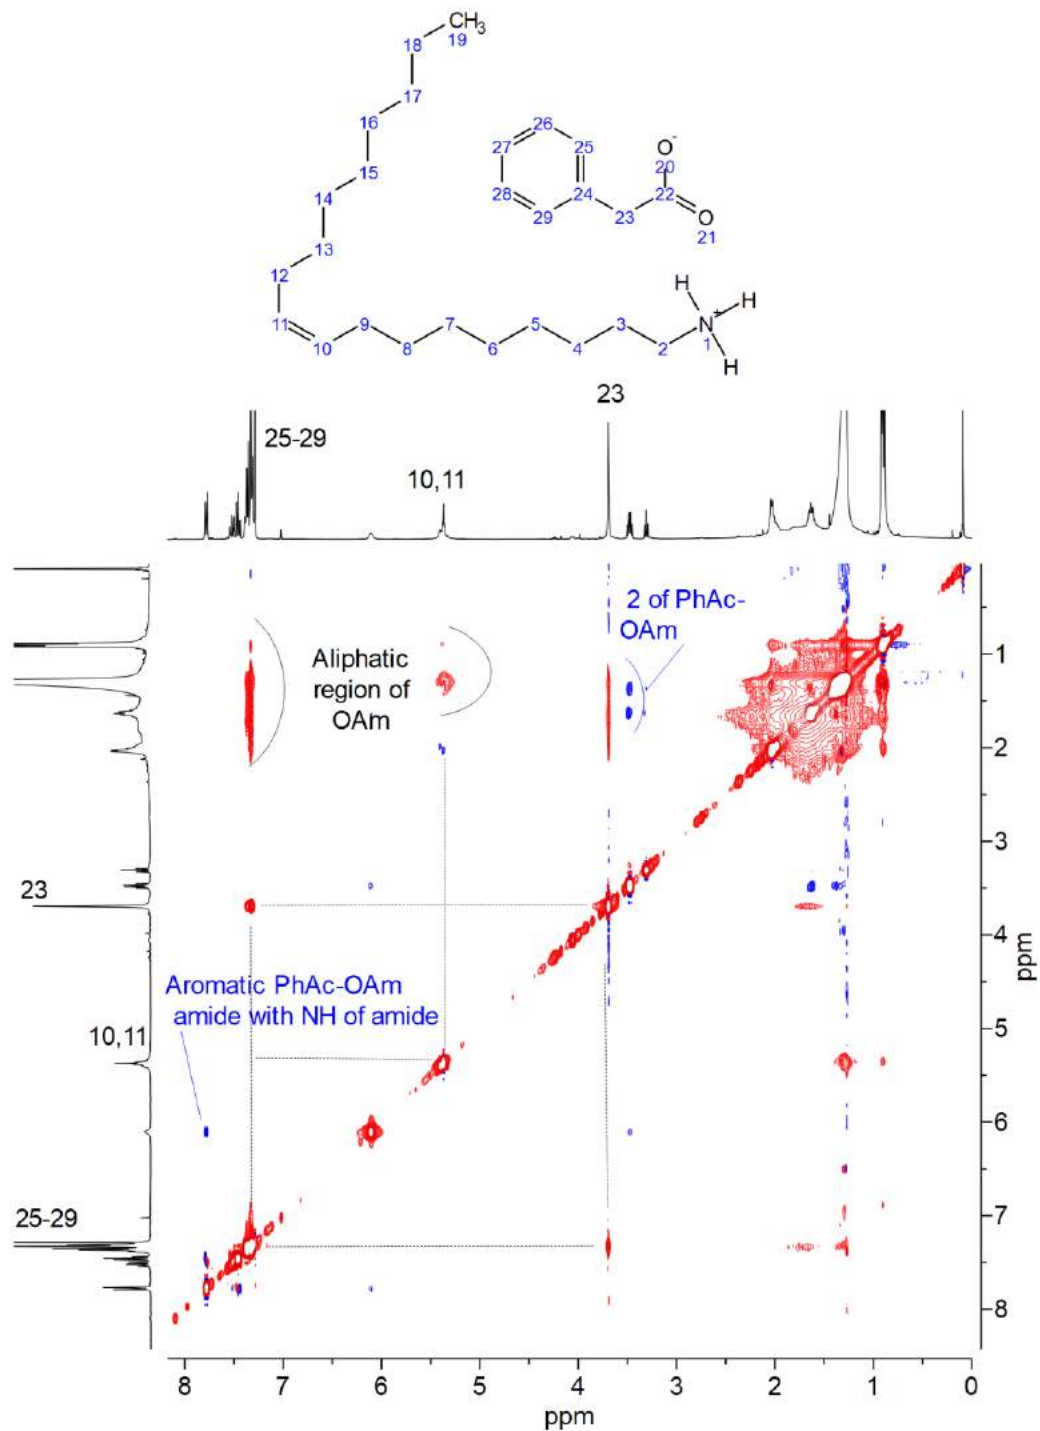 CH3
19
18
17
16
15
14
13
12
11
10
9
8
7
6
5
4
3
2
H
H
N+
1
H
26
27
25
28
24
29
23
22
O-
20
O
21
23
25-29
10,11
2 of PhAc-
OAm
Aliphatic
region of
OAm
23
Aromatic PhAc-OAm
amide with NH of amide
10,11
25-29
1
2
3
4
5
6
7
8
ppm
8 7 6 5 4 3 2 1 0
ppm